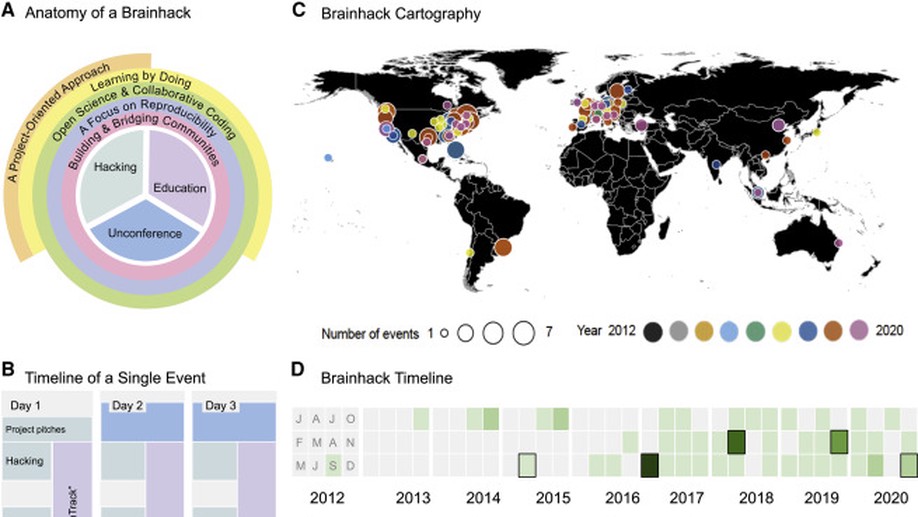 A Anatomy of a Brainhack
A Project-Oriented Approach
Learning by Doing
Open Science & Collaborative Coding
A Focus on Reproducibility
Building & Bridging Communities
Hacking
Education
Unconference
B Timeline of a Single Event
Day 1
Day 2
Day 3
Project pitches
Hacking
nTrack"
C Brainhack Cartography
Number of events 1 7 Year 2012 2020
D Brainhack Timeline
J A J O
F M A N
M J S D
2012 2013 2014 2015 2016 2017 2018 2019 2020